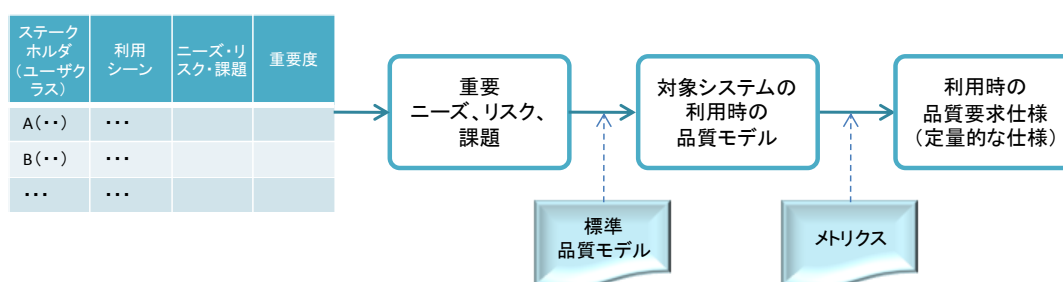 ステーク
ホルダ
(ユーザク
ラス)
利用
シーン
ニーズ・リ
スク・課題
重要度
A(・・)
・・・
B(・・)
・・・
・・・
・・・
重要
ニーズ、リスク、
課題
対象システムの
利用時の
品質モデル
利用時の
品質要求仕様
(定量的な仕様)
標準
品質モデル
メトリクス